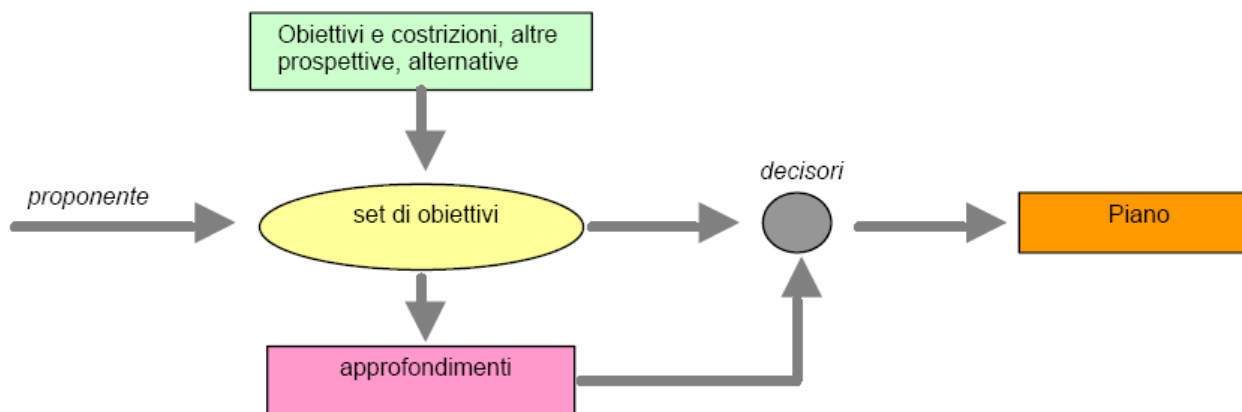 Obiettivi e costrizioni, altre
prospettive, alternative
proponente
set di obiettivi
decisori
Piano
approfondimenti